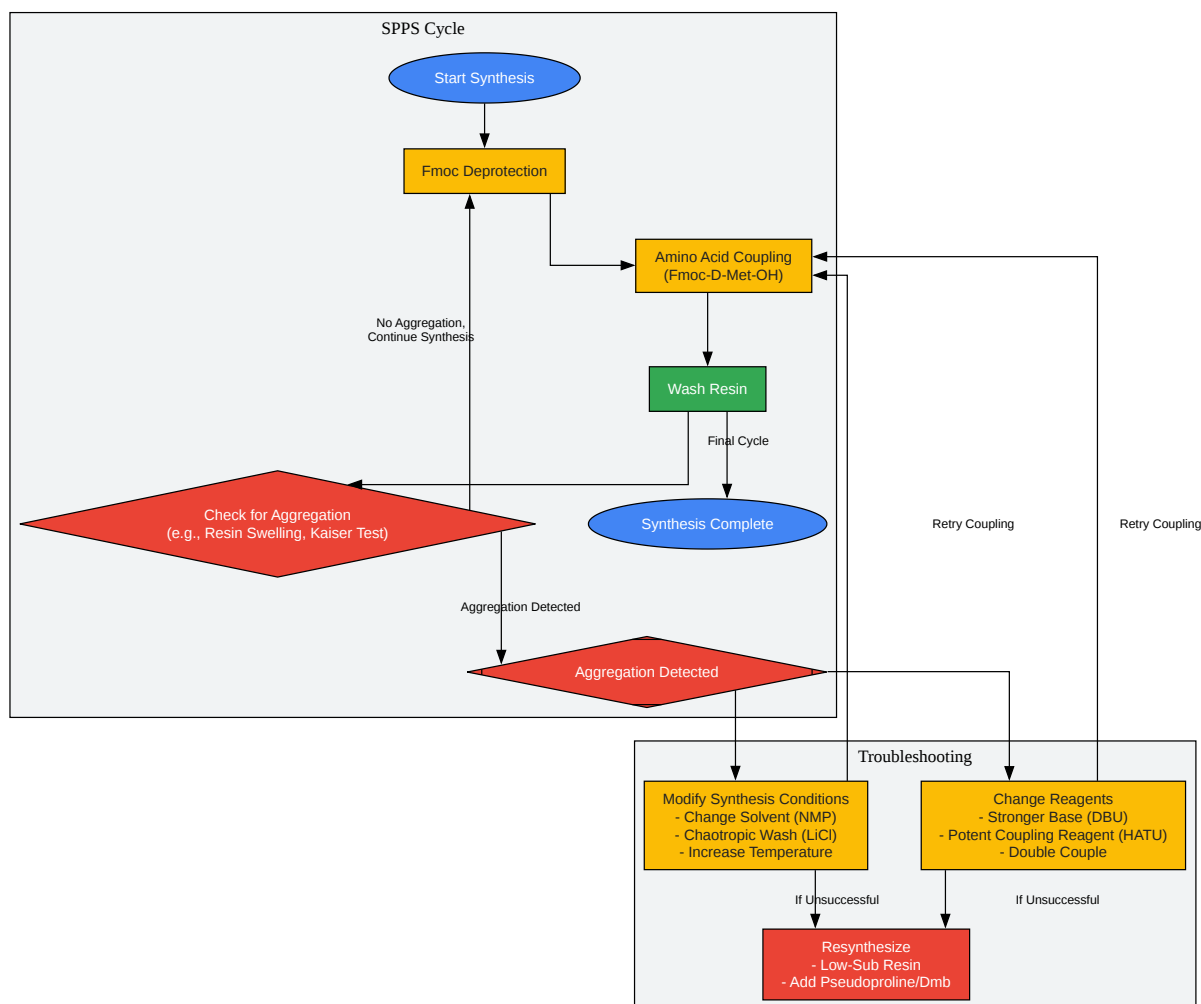 SPPS Cycle
Start Synthesis
Fmoc Deprotection
Amino Acid Coupling
(Fmoc-D-Met-OH)
No Aggregation,
Continue Synthesis
Wash Resin
Final Cycle
Check for Aggregation
(e.g., Resin Swelling, Kaiser Test)
Synthesis Complete
Retry Coupling
Retry Coupling
Aggregation Detected
Aggregation Detected
Troubleshooting
Modify Synthesis Conditions
- Change Solvent (NMP)
- Chaotropic Wash (LiCl)
- Increase Temperature
Change Reagents
- Stronger Base (DBU)
- Potent Coupling Reagent (HATU)
- Double Couple
If Unsuccessful
If Unsuccessful
Resynthesize
- Low-Sub Resin
- Add Pseudoproline/Dmb